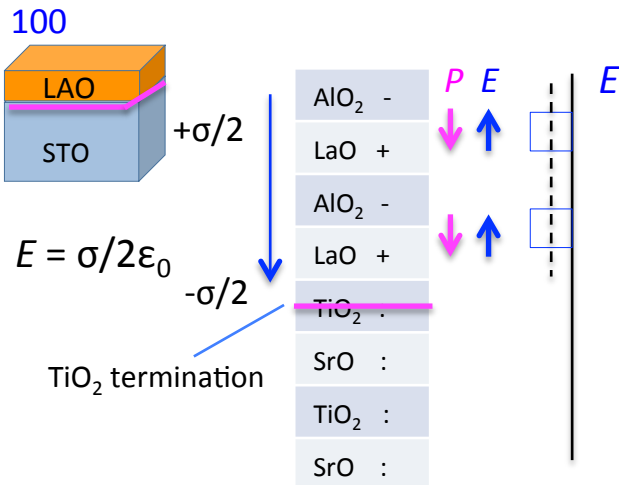 100
LAO
STO
+σ/2
E = σ/2ε₀
-σ/2
TiO₂ termination
AlO₂ -
LaO +
AlO₂ -
LaO +
TiO₂ :
SrO :
TiO₂ :
SrO :
P E
E